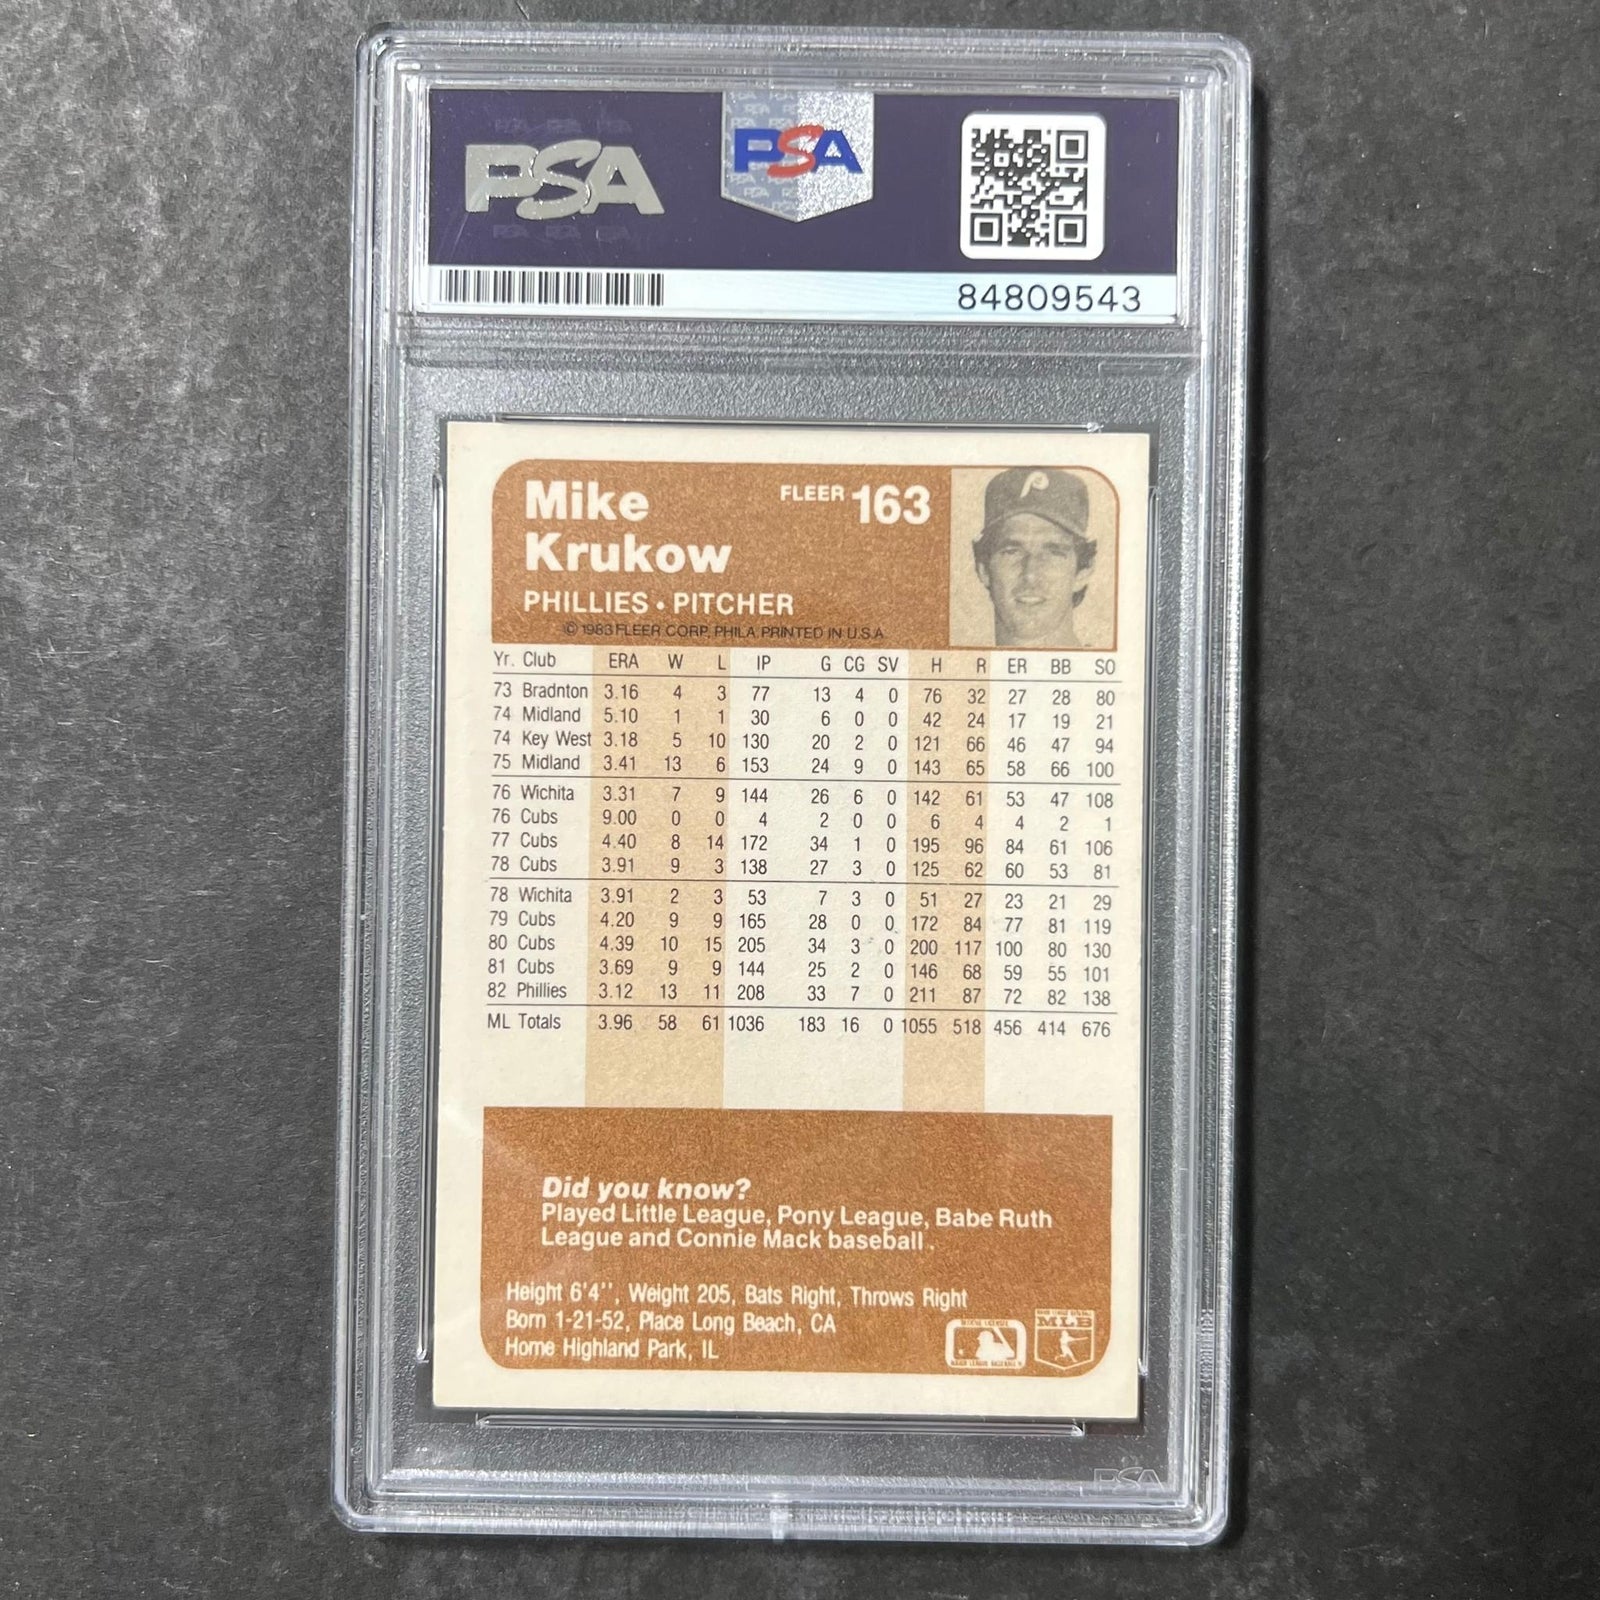 PSA
PSA
84809543
Mike
Krukow
FLEER 163
PHILLIES • PITCHER
© 1983 FLEER CORP, PHILA PRINTED IN U.S.A
Yr. Club ERA W L IP G CG SV H R ER BB SO
73 Bradnton 3.16 4 3 77 13 4 0 76 32 27 28 80
74 Midland 5.10 1 1 30 6 0 0 42 24 17 19 21
74 Key West 3.18 5 10 130 20 2 0 121 66 46 47 94
75 Midland 3.41 13 6 153 24 9 0 143 65 58 66 100
76 Wichita 3.31 7 9 144 26 6 0 142 61 53 47 108
76 Cubs 9.00 0 0 4 2 0 0 6 4 4 2 1
77 Cubs 4.40 8 14 172 34 1 0 195 96 84 61 106
78 Cubs 3.91 9 3 138 27 3 0 125 62 60 53 81
78 Wichita 3.91 2 3 53 7 3 0 51 27 23 21 29
79 Cubs 4.20 9 9 165 28 0 0 172 84 77 81 119
80 Cubs 4.39 10 15 205 34 3 0 200 117 100 80 130
81 Cubs 3.69 9 9 144 25 2 0 146 68 59 55 101
82 Phillies 3.12 13 11 208 33 7 0 211 87 72 82 138
ML Totals 3.96 58 61 1036 183 16 0 1055 518 456 414 676
Did you know?
Played Little League, Pony League, Babe Ruth
League and Connie Mack baseball.
Height 6'4'', Weight 205, Bats Right, Throws Right
Born 1-21-52, Place Long Beach, CA
Home Highland Park, IL
MLB
PSA